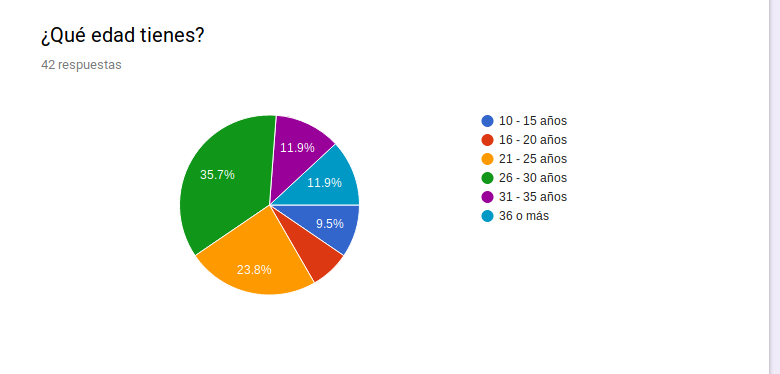 ¿Qué edad tienes?
42 respuestas
11.9%
35.7%
11.9%
9.5%
23.8%
10 - 15 años
16 - 20 años
21 - 25 años
26 - 30 años
31 - 35 años
36 o más